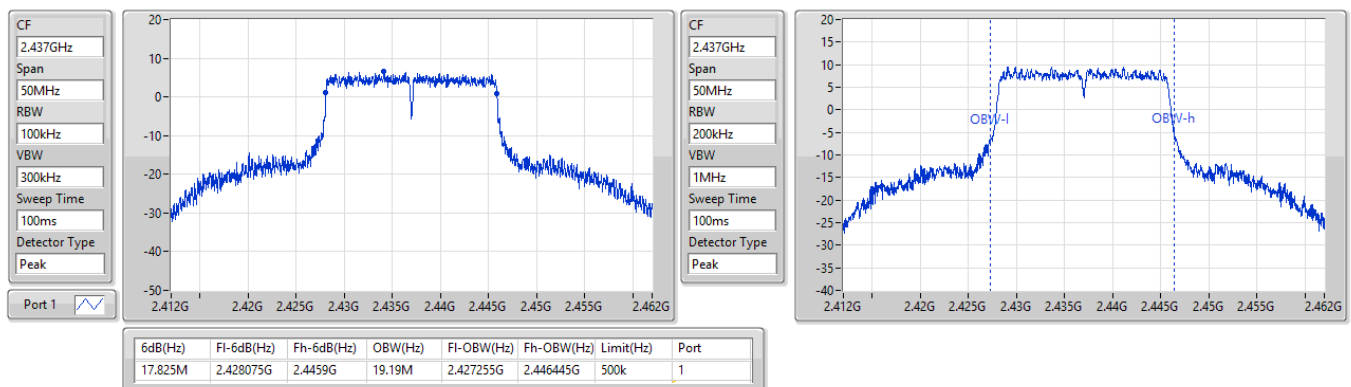 CF
2.437GHz
Span
50MHz
RBW
100kHz
VBW
300kHz
Sweep Time
100ms
Detector Type
Peak
Port 1
20
10
0
-10
-20
-30
-40
-50
2.412G 2.42G 2.425G 2.43G 2.435G 2.44G 2.445G 2.45G 2.455G 2.462G
CF
2.437GHz
Span
50MHz
RBW
200kHz
VBW
1MHz
Sweep Time
100ms
Detector Type
Peak
20
15
10
5
0
-5
-10
-15
-20
-25
-30
-35
-40
OBW-l OBW-h
2.412G 2.42G 2.425G 2.43G 2.435G 2.44G 2.445G 2.45G 2.455G 2.462G
6dB(Hz) Fl-6dB(Hz) Fh-6dB(Hz) OBW(Hz) Fl-OBW(Hz) Fh-OBW(Hz) Limit(Hz) Port
17.825M 2.428075G 2.4459G 19.19M 2.427255G 2.446445G 500k 1